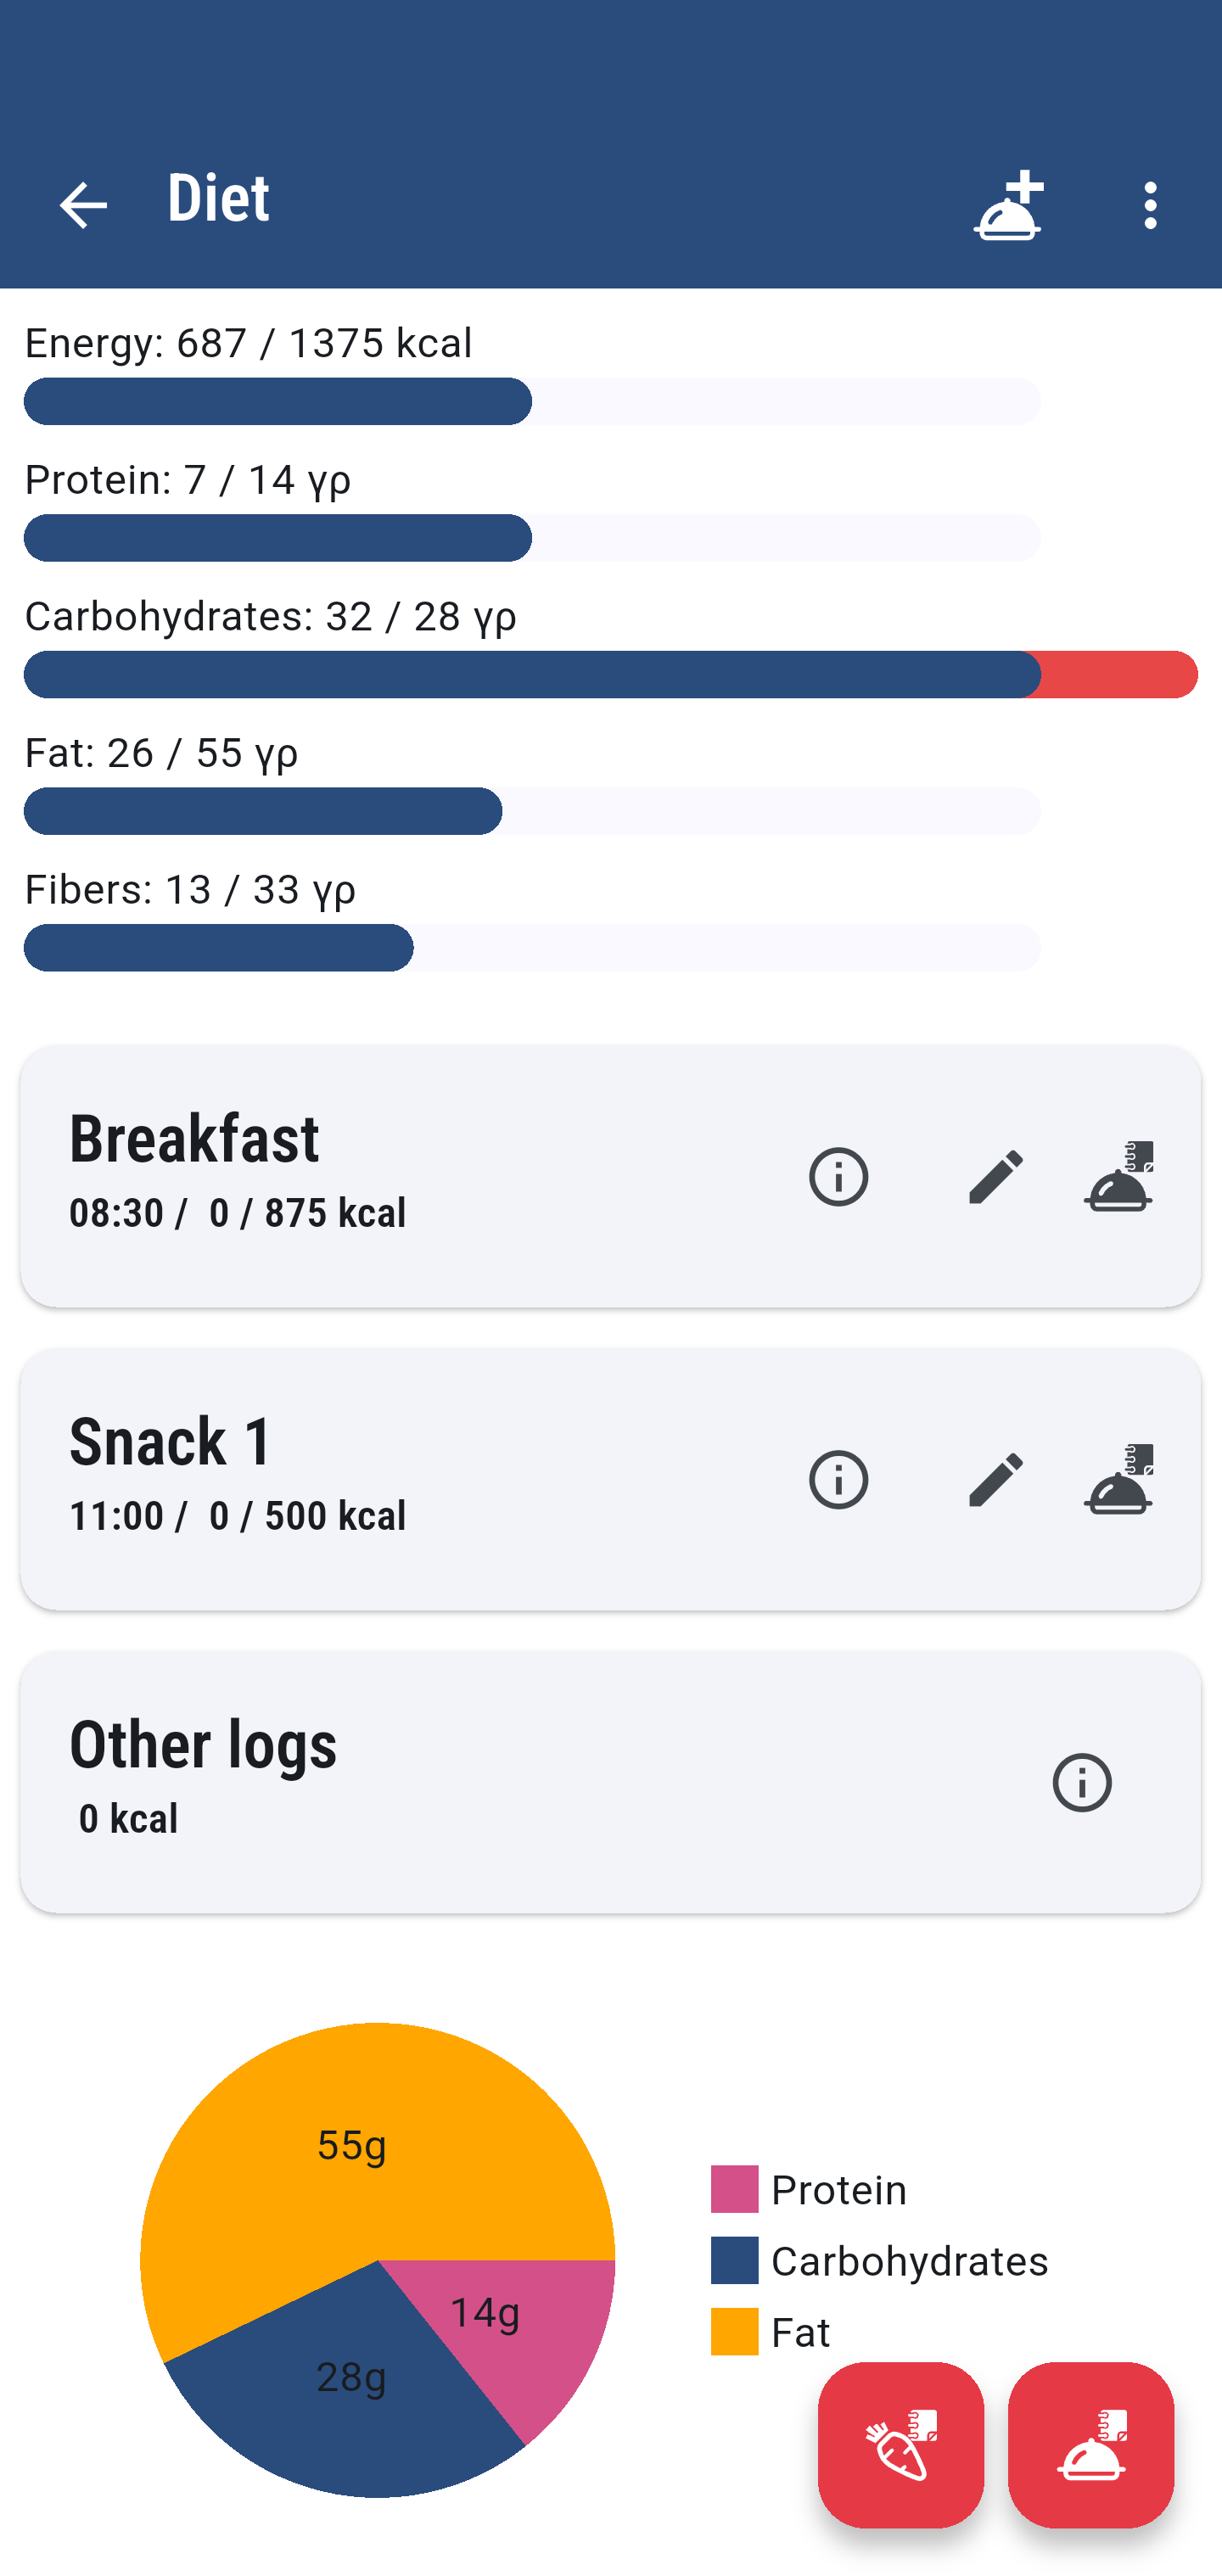 Diet
Energy: 687 / 1375 kcal
Protein: 7 / 14 γρ
Carbohydrates: 32 / 28 γρ
Fat: 26 / 55 γρ
Fibers: 13 / 33 γρ
Breakfast
08:30 / 0 / 875 kcal
Snack 1
11:00 / 0 / 500 kcal
Other logs
0 kcal
55g
14g
28g
Protein
Carbohydrates
Fat